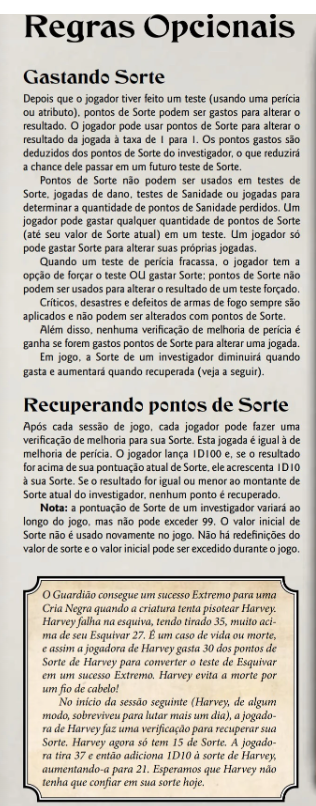 Regras Opcionais
Gastando Sorte
Depois que o jogador tiver feito um teste (usando uma perícia
ou atributo), pontos de Sorte podem ser gastos para alterar o
resultado. O jogador pode usar pontos de Sorte para alterar o
resultado da jogada à taxa de 1 para 1. Os pontos gastos são
deduzidos dos pontos de Sorte do investigador, o que reduzirá
a chance dele passar em um futuro teste de Sorte.
Pontos de Sorte não podem ser usados em testes de
Sorte, jogadas de dano, testes de Sanidade ou jogadas para
determinar a quantidade de pontos de Sanidade perdidos. Um
jogador pode gastar qualquer quantidade de pontos de Sorte
(até seu valor de Sorte atual) em um teste. Um jogador só
pode gastar Sorte para alterar suas próprias jogadas.
Quando um teste de perícia fracassa, o jogador tem a
opção de forçar o teste OU gastar Sorte; pontos de Sorte não
podem ser usados para alterar o resultado de um teste forçado.
Críticos, desastres e defeitos de armas de fogo sempre são
aplicados e não podem ser alterados com pontos de Sorte.
Além disso, nenhuma verificação de melhoria de perícia é
ganha se forem gastos pontos de Sorte para alterar uma jogada.
Em jogo, a Sorte de um investigador diminuirá quando
gasta e aumentará quando recuperada (veja a seguir).
Recuperando pontos de Sorte
Após cada sessão de jogo, cada jogador pode fazer uma
verificação de melhoria para sua Sorte. Esta jogada é igual à de
melhoria de perícia. O jogador lança 1D100 e, se o resultado
for acima de sua pontuação atual de Sorte, ele acrescenta 1D10
à sua Sorte. Se o resultado for igual ou menor ao montante de
Sorte atual do investigador, nenhum ponto é recuperado.
Nota: a pontuação de Sorte de um investigador variará ao
longo do jogo, mas não pode exceder 99. O valor inicial de
Sorte não é usado novamente no jogo. Não há redefinições do
valor de sorte e o valor inicial pode ser excedido durante o jogo.
O Guardião consegue um sucesso Extremo para uma
Cria Negra quando a criatura tenta pisotear Harvey.
Harvey falha na esquiva, tendo tirado 35, muito aci-
ma de seu Esquivar 27. É um caso de vida ou morte,
e assim a jogadora de Harvey gasta 30 dos pontos de
Sorte de Harvey para converter o teste de Esquivar
em um sucesso Extremo. Harvey evita a morte por
um fio de cabelo!
No início da sessão seguinte (Harvey, de algum
modo, sobreviveu para lutar mais um dia), a jogado-
ra de Harvey faz uma verificação para recuperar sua
Sorte. Harvey agora só tem 15 de Sorte. A jogado-
ra tira 37 e então adiciona 1D10 à sorte de Harvey,
aumentando-a para 21. Esperamos que Harvey não
tenha que confiar em sua sorte hoje.